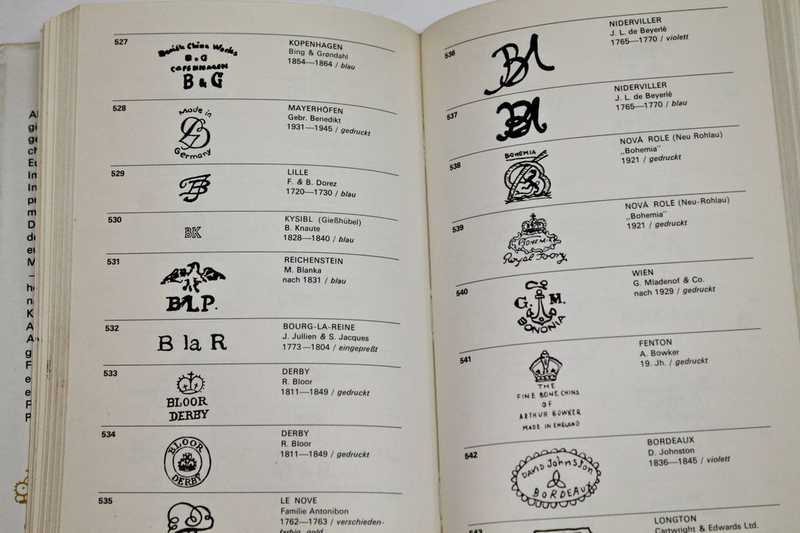 527
Danish China Works
B & G
COPENHAGEN
B & G
KOPENHAGEN
Bing & Grøndahl
1854—1864 / blau
528
Made in
Germany
MAYERHÖFEN
Gebr. Benedikt
1931—1945 / gedruckt
529
LILLE
F. & B. Dorez
1720—1730 / blau
530
BK
KYSIBL (Gießhübel)
B. Knaute
1828—1840 / blau
531
B.L.P.
REICHENSTEIN
M. Blanka
nach 1831 / blau
532
B la R
BOURG-LA-REINE
J. Jullien & S. Jacques
1773—1804 / eingepreßt
533
BLOOR
DERBY
DERBY
R. Bloor
1811—1849 / gedruckt
534
BLOOR
DERBY
DERBY
R. Bloor
1811—1849 / gedruckt
535
LE NOVE
Familie Antonibon
1762—1763 / verschieden-
farbig, gold
536
NIDERVILLER
J. L. de Beyerlé
1765—1770 / violett
537
NIDERVILLER
J. L. de Beyerlé
1765—1770 / blau
538
BOHEMIA
NOVÁ ROLE (Neu Rohlau)
„Bohemia"
1921 / gedruckt
539
Bohemia
Royal Ivory
NOVÁ ROLE (Neu-Rohlau)
„Bohemia"
1921 / gedruckt
540
G. M.
BONONIA
WIEN
G. Mladenof & Co.
nach 1929 / gedruckt
541
THE
FINE BONE CHINA
OF
ARTHUR BOWKER
MADE IN ENGLAND
FENTON
A. Bowker
19. Jh. / gedruckt
542
DAVID JOHNSTON
BORDEAUX
BORDEAUX
D. Johnston
1836—1845 / violett
543
LONGTON
Cartwright & Edwards Ltd.